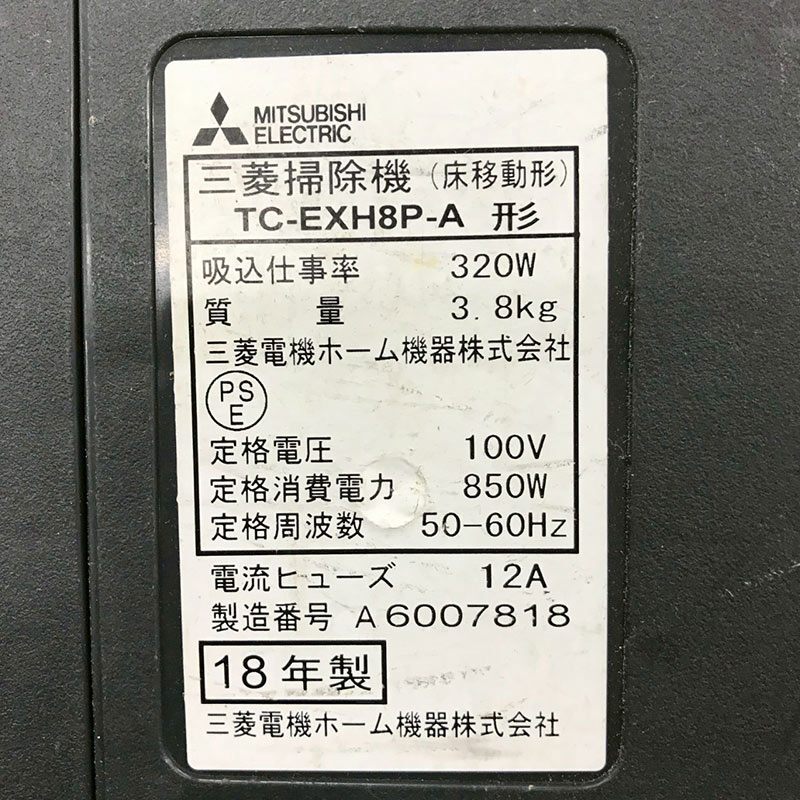 MITSUBISHI
ELECTRIC
三菱掃除機（床移動形）
TC-EXH8P-A 形
吸込仕事率 320W
質量 3.8kg
三菱電機ホーム機器株式会社
PS
E
定格電圧 100V
定格消費電力 850W
定格周波数 50-60Hz
電流ヒューズ 12A
製造番号 A6007818
18年製
三菱電機ホーム機器株式会社